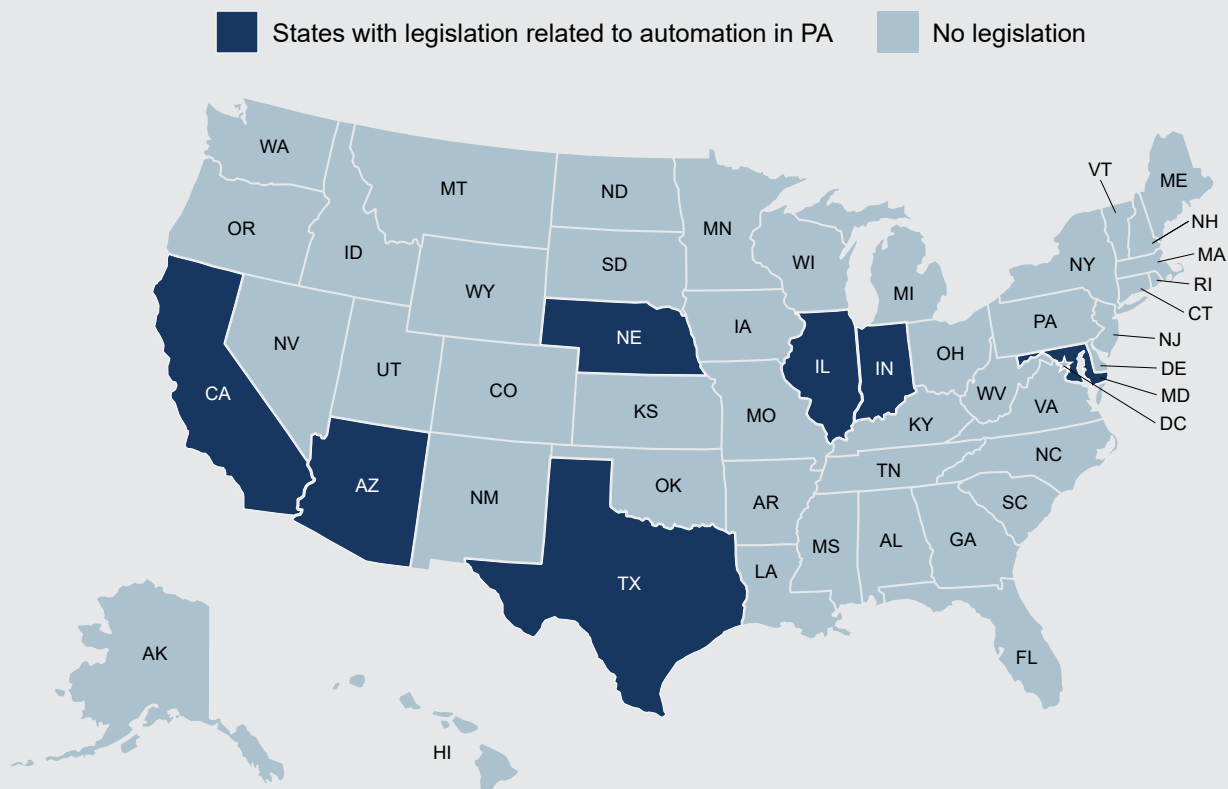 States with legislation related to automation in PA
No legislation
WA
MT
ND
MN
VT
ME
OR
ID
SD
WI
MI
NY
NH
MA
RI
CT
WY
IA
PA
NE
NV
UT
CO
IL
IN
OH
NJ
DE
MD
DC
CA
KS
MO
WV
VA
KY
AZ
NM
OK
AR
TN
NC
SC
MS
AL
GA
LA
TX
FL
AK
HI